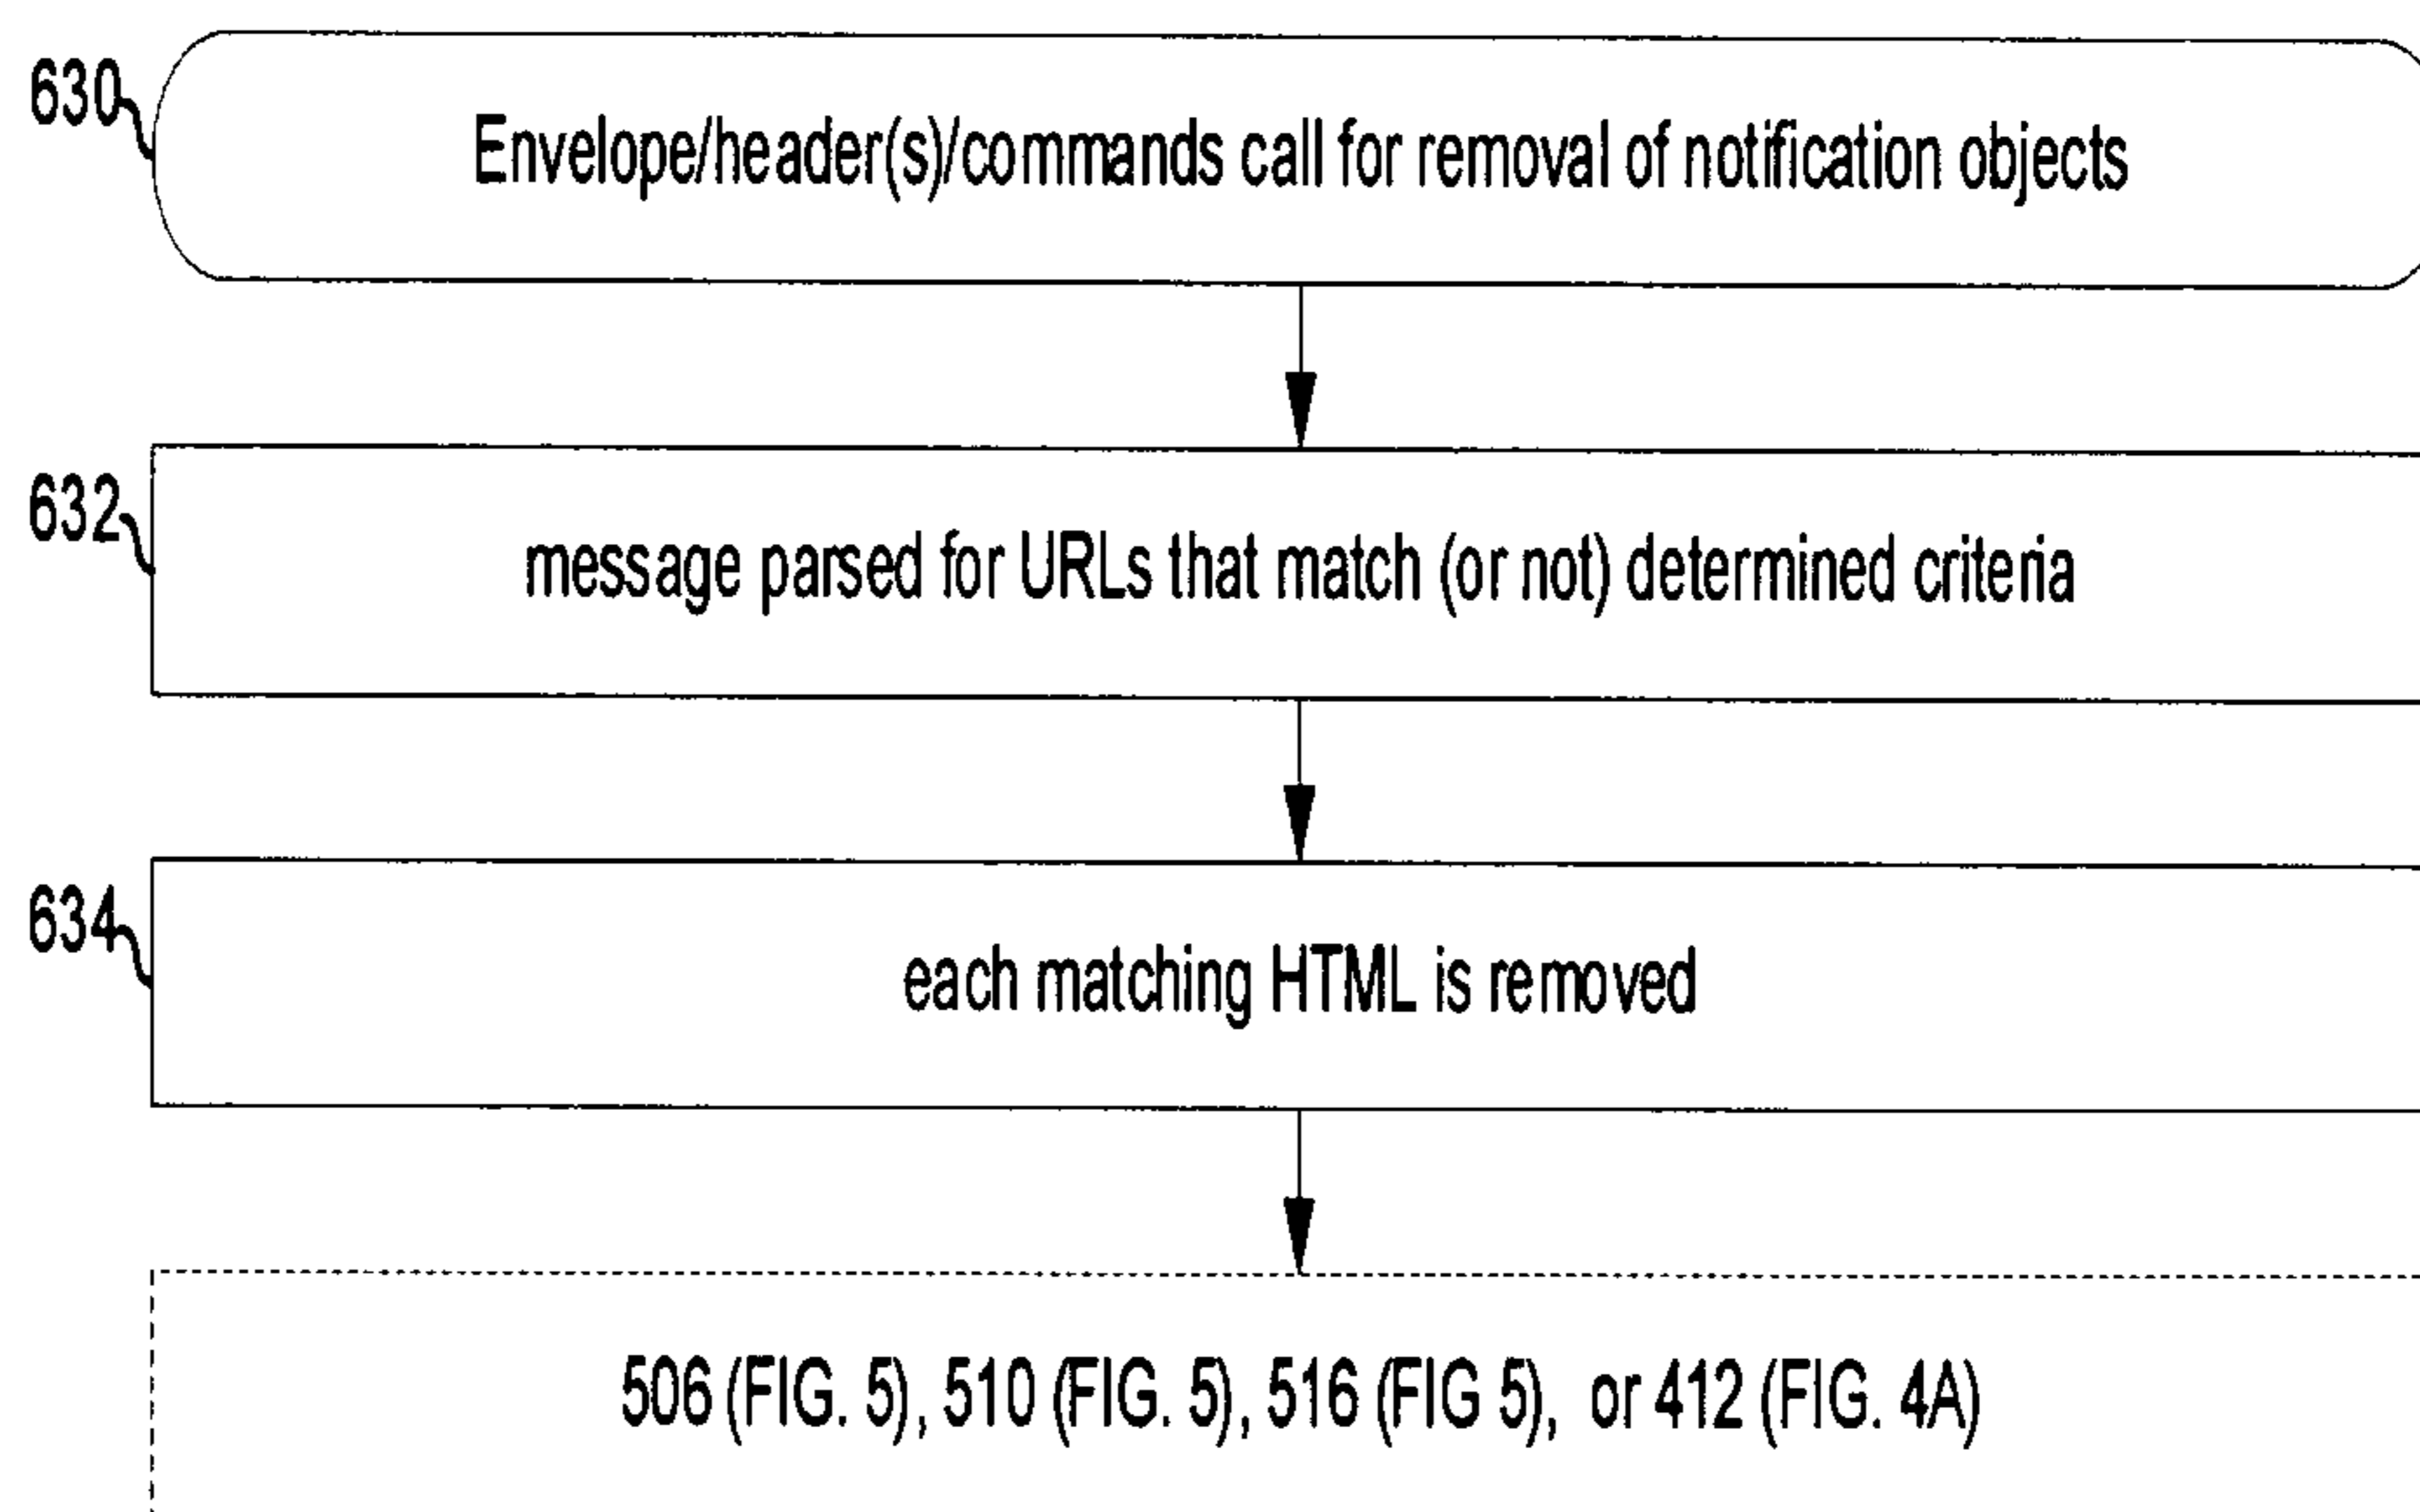 630
Envelope/header(s)/commands call for removal of notification objects
632
message parsed for URLs that match (or not) determined criteria
634
each matching HTML is removed
506 (FIG. 5), 510 (FIG. 5), 516 (FIG 5), or 412 (FIG. 4A)